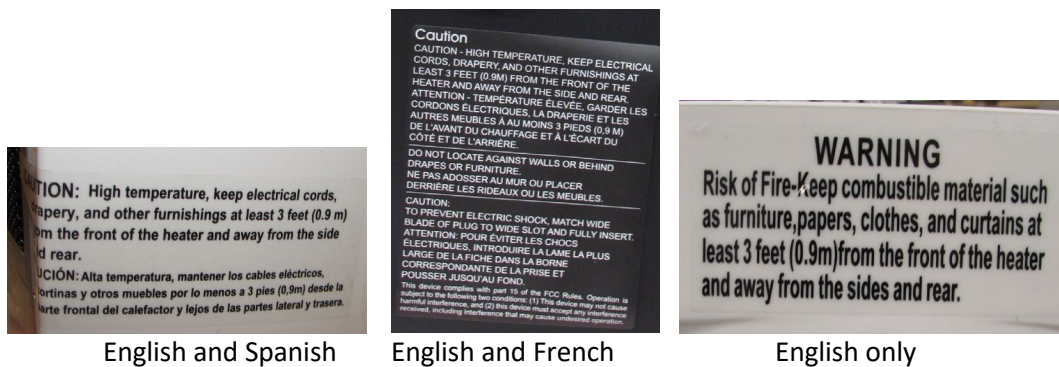 UTION: High temperature, keep electrical cords,
rapery, and other furnishings at least 3 feet (0.9 m)
om the front of the heater and away from the side
d rear.
UCIÓN: Alta temperatura, mantener los cables eléctricos,
ortinas y otros muebles por lo menos a 3 pies (0,9m) desde la
arte frontal del calefactor y lejos de las partes lateral y trasera.
English and Spanish
Caution
CAUTION - HIGH TEMPERATURE, KEEP ELECTRICAL
CORDS, DRAPERY, AND OTHER FURNISHINGS AT
LEAST 3 FEET (0.9M) FROM THE FRONT OF THE
HEATER AND AWAY FROM THE SIDE AND REAR.
ATTENTION - TEMPÉRATURE ÉLEVÉE, GARDER LES
CORDONS ÉLECTRIQUES, LA DRAPERIE ET LES
AUTRES MEUBLES À AU MOINS 3 PIEDS (0,9 M)
DE L'AVANT DU CHAUFFAGE ET À L'ÉCART DU
CÔTÉ ET DE L'ARRIÈRE.
DO NOT LOCATE AGAINST WALLS OR BEHIND
DRAPES OR FURNITURE.
NE PAS ADOSSER AU MUR OU PLACER
DERRIÈRE LES RIDEAUX OU LES MEUBLES.
CAUTION:
TO PREVENT ELECTRIC SHOCK, MATCH WIDE
BLADE OF PLUG TO WIDE SLOT AND FULLY INSERT.
ATTENTION: POUR ÉVITER LES CHOCS
ÉLECTRIQUES, INTRODUIRE LA LAME LA PLUS
LARGE DE LA FICHE DANS LA BORNE
CORRESPONDANTE DE LA PRISE ET
POUSSER JUSQU'AU FOND.
This device complies with part 15 of the FCC Rules. Operation is
subject to the following two conditions: (1) This device may not cause
harmful interference, and (2) this device must accept any interference
received, including interference that may cause undesired operation.
English and French
WARNING
Risk of Fire-Keep combustible material such
as furniture,papers, clothes, and curtains at
least 3 feet (0.9m)from the front of the heater
and away from the sides and rear.
English only